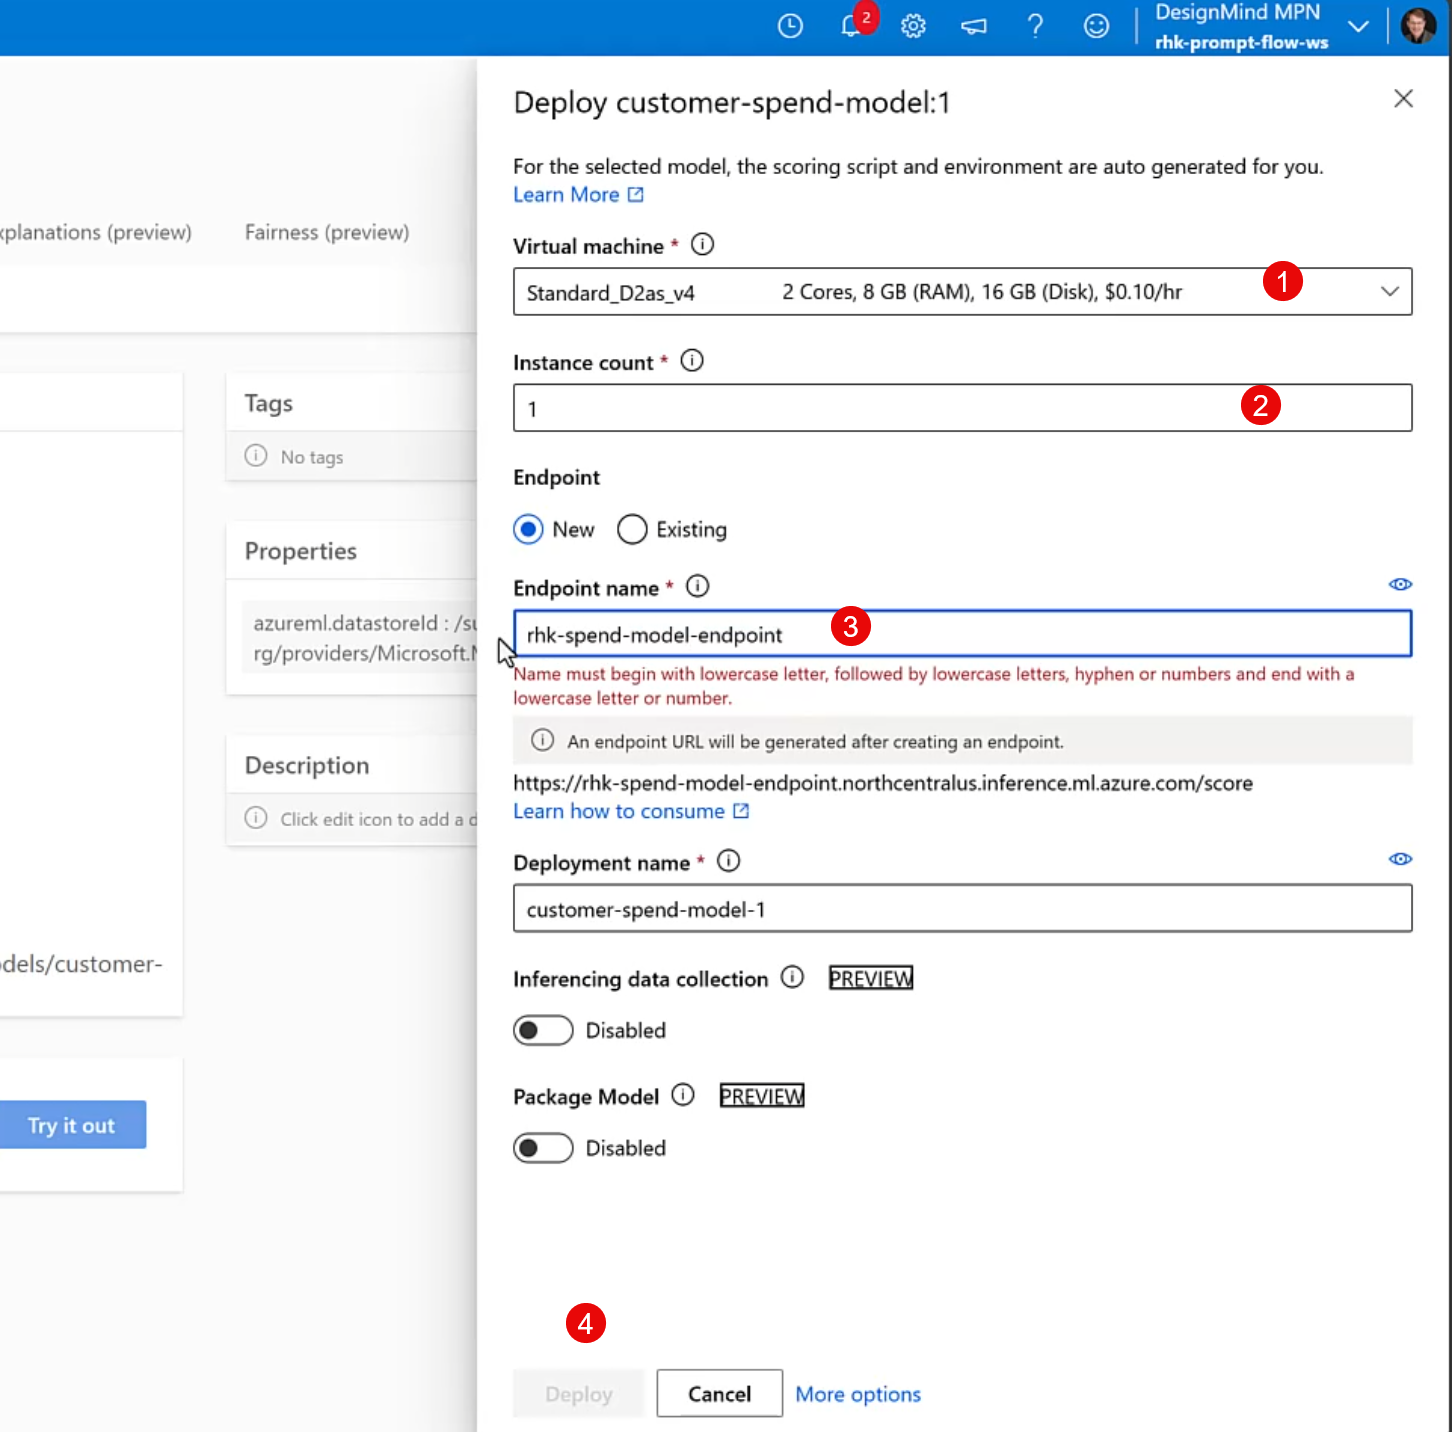 2
DesignMind MPN
rhk-prompt-flow-ws
xplanations (preview)
Fairness (preview)
Tags
No tags
Properties
azureml.datastoreId : /su
rg/providers/Microsoft.M
Description
Click edit icon to add a d
dels/customer-
Try it out
Deploy customer-spend-model:1
For the selected model, the scoring script and environment are auto generated for you.
Learn More
Virtual machine *
Standard_D2as_v4 2 Cores, 8 GB (RAM), 16 GB (Disk), $0.10/hr
1
Instance count *
1
2
Endpoint
New Existing
Endpoint name *
rhk-spend-model-endpoint
3
Name must begin with lowercase letter, followed by lowercase letters, hyphen or numbers and end with a
lowercase letter or number.
An endpoint URL will be generated after creating an endpoint.
https://rhk-spend-model-endpoint.northcentralus.inference.ml.azure.com/score
Learn how to consume
Deployment name *
customer-spend-model-1
Inferencing data collection PREVIEW
Disabled
Package Model PREVIEW
Disabled
4
Deploy Cancel More options